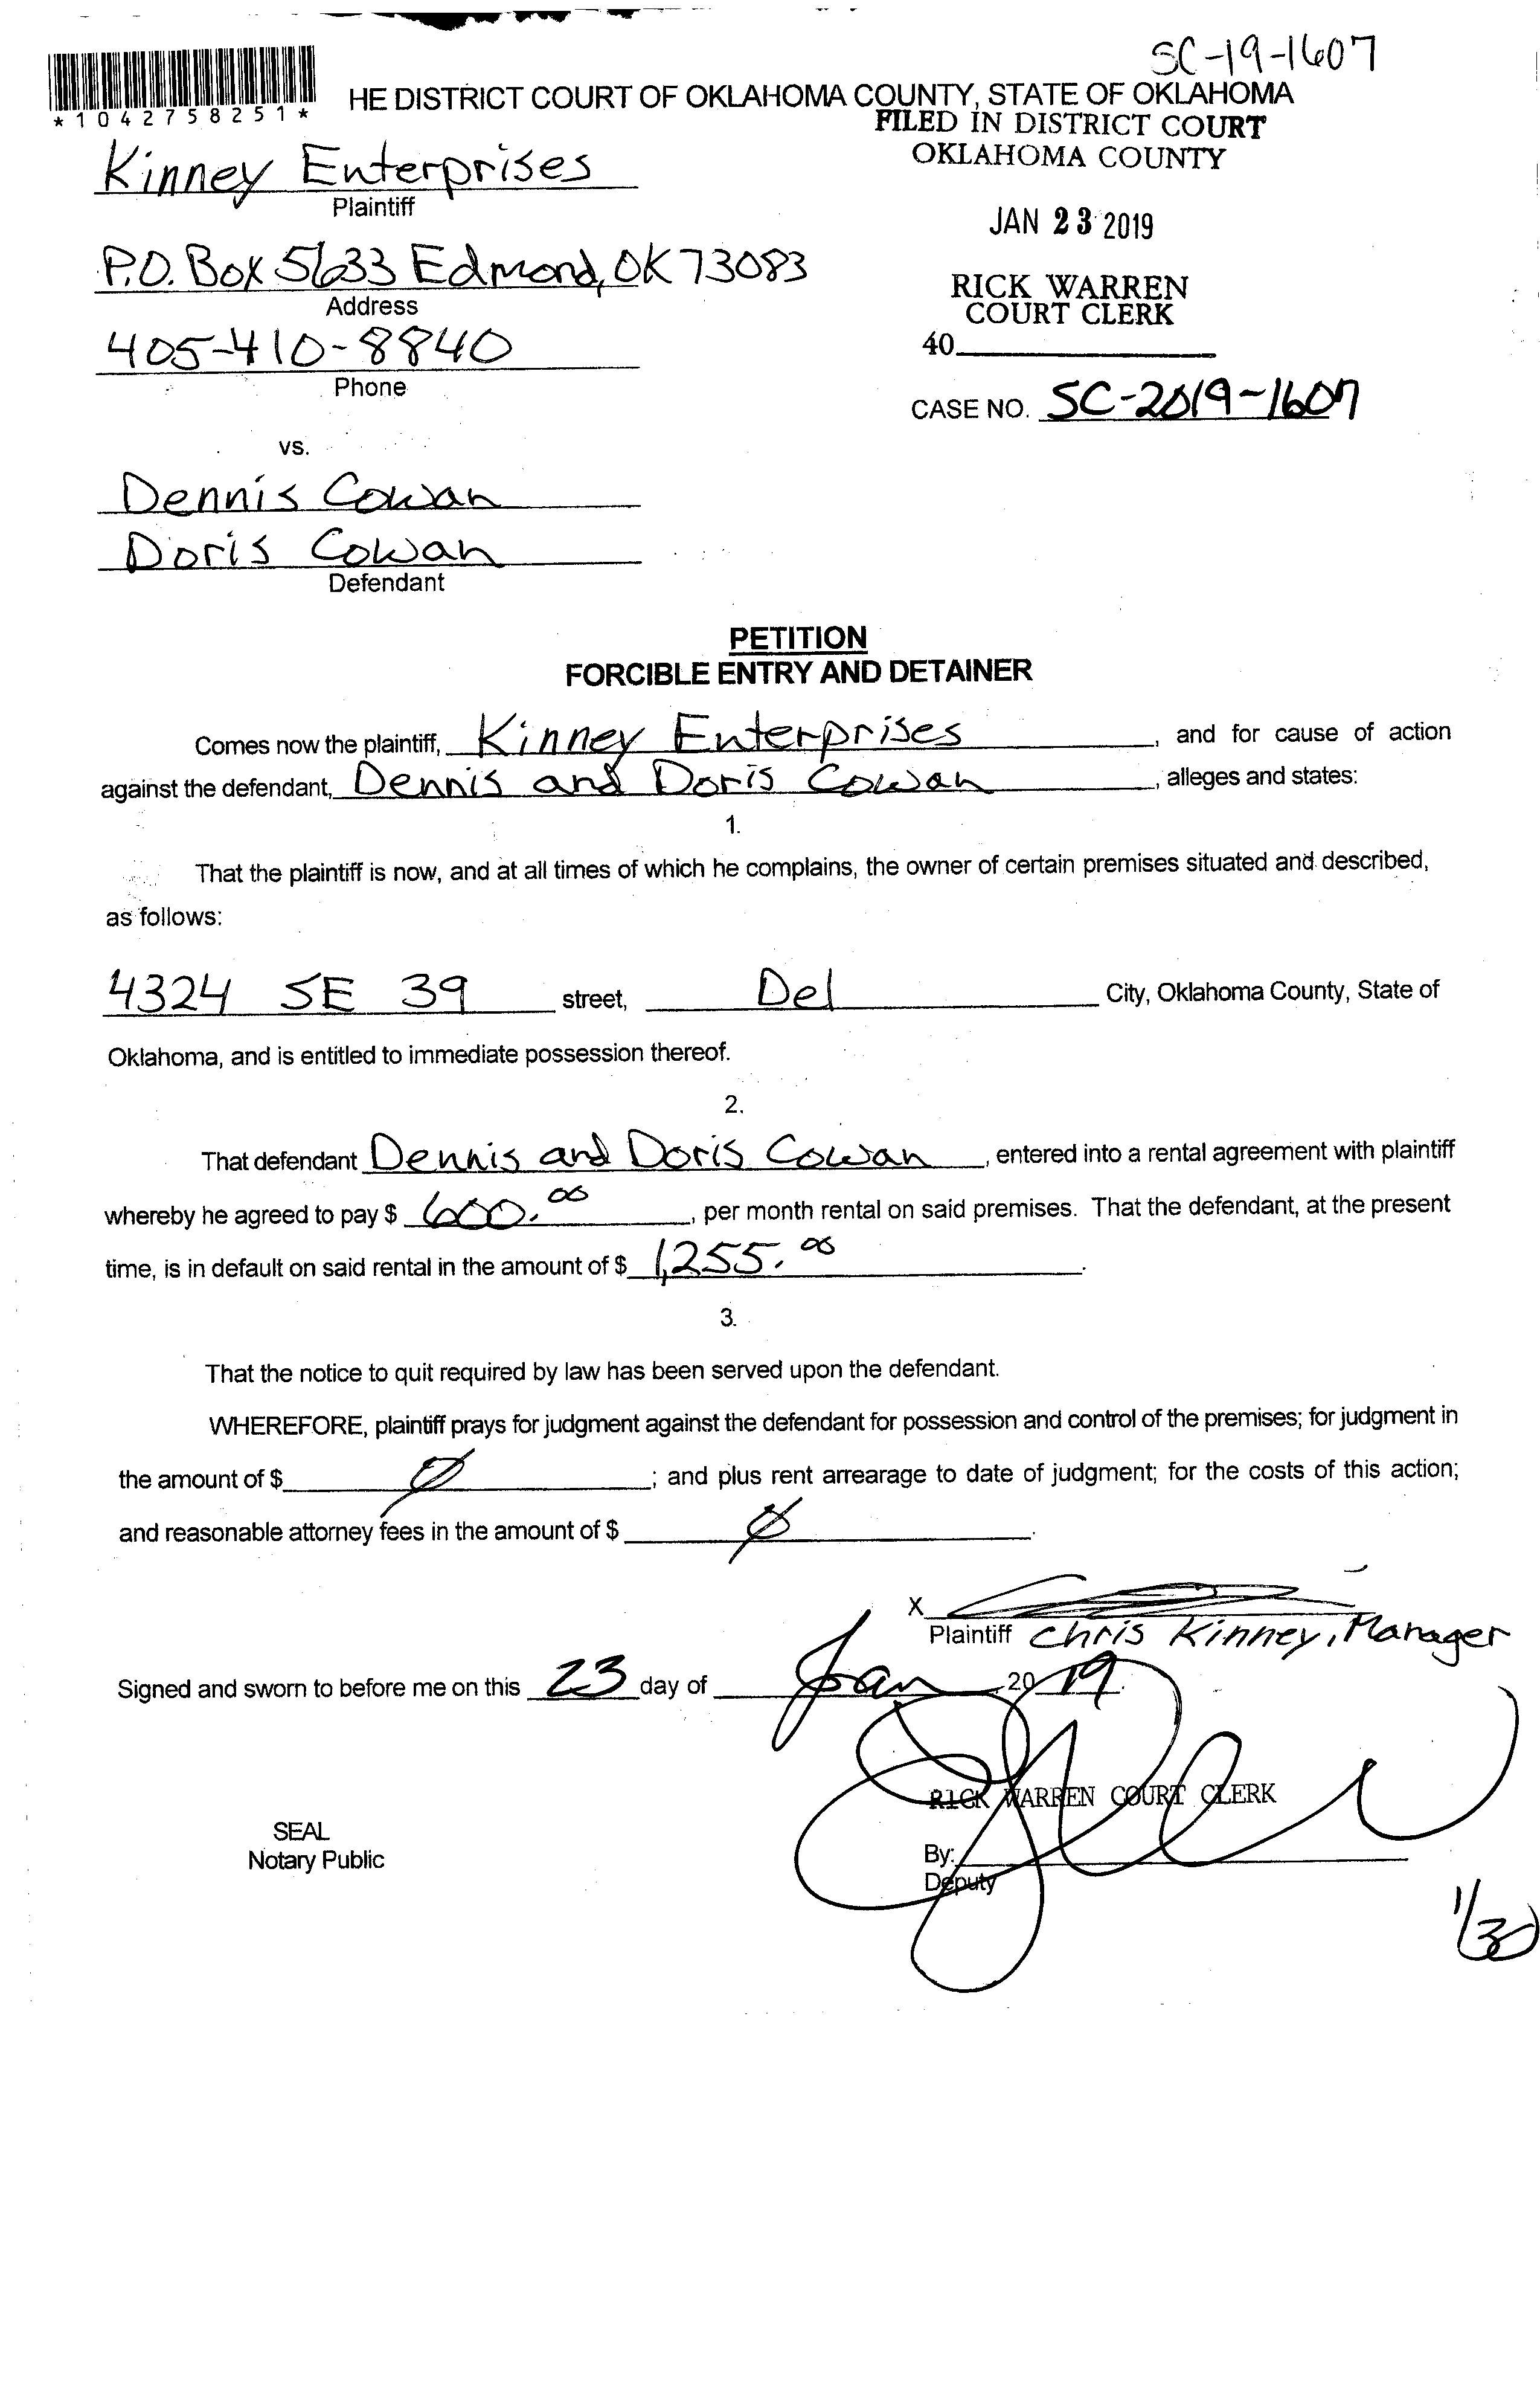 SC-19-1607
*1042758251*
HE DISTRICT COURT OF OKLAHOMA COUNTY, STATE OF OKLAHOMA
FILED IN DISTRICT COURT
OKLAHOMA COUNTY
Kinney Enterprises
Plaintiff
JAN 23 2019
P.O. Box 5633 Edmond, OK 73083
Address
RICK WARREN
COURT CLERK
405-410-8840
Phone
40
CASE NO. SC-2019-1607
vs.
Dennis Cowan
Doris Cowan
Defendant
PETITION
FORCIBLE ENTRY AND DETAINER
Comes now the plaintiff, Kinney Enterprises, and for cause of action
against the defendant, Dennis and Doris Cowan, alleges and states:
1.
That the plaintiff is now, and at all times of which he complains, the owner of certain premises situated and described,
as follows:
4324 SE 39 street, Del City, Oklahoma County, State of
Oklahoma, and is entitled to immediate possession thereof.
2.
That defendant Dennis and Doris Cowan, entered into a rental agreement with plaintiff
whereby he agreed to pay $ 600.00, per month rental on said premises. That the defendant, at the present
time, is in default on said rental in the amount of $ 1,255.00.
3.
That the notice to quit required by law has been served upon the defendant.
WHEREFORE, plaintiff prays for judgment against the defendant for possession and control of the premises; for judgment in
the amount of $ Ø; and plus rent arrearage to date of judgment; for the costs of this action;
and reasonable attorney fees in the amount of $ Ø.
X
Plaintiff Chris Kinney, Manager
Signed and sworn to before me on this 23 day of Jan, 2019.
RICK WARREN COURT CLERK
SEAL
Notary Public
By:
Deputy
1/30